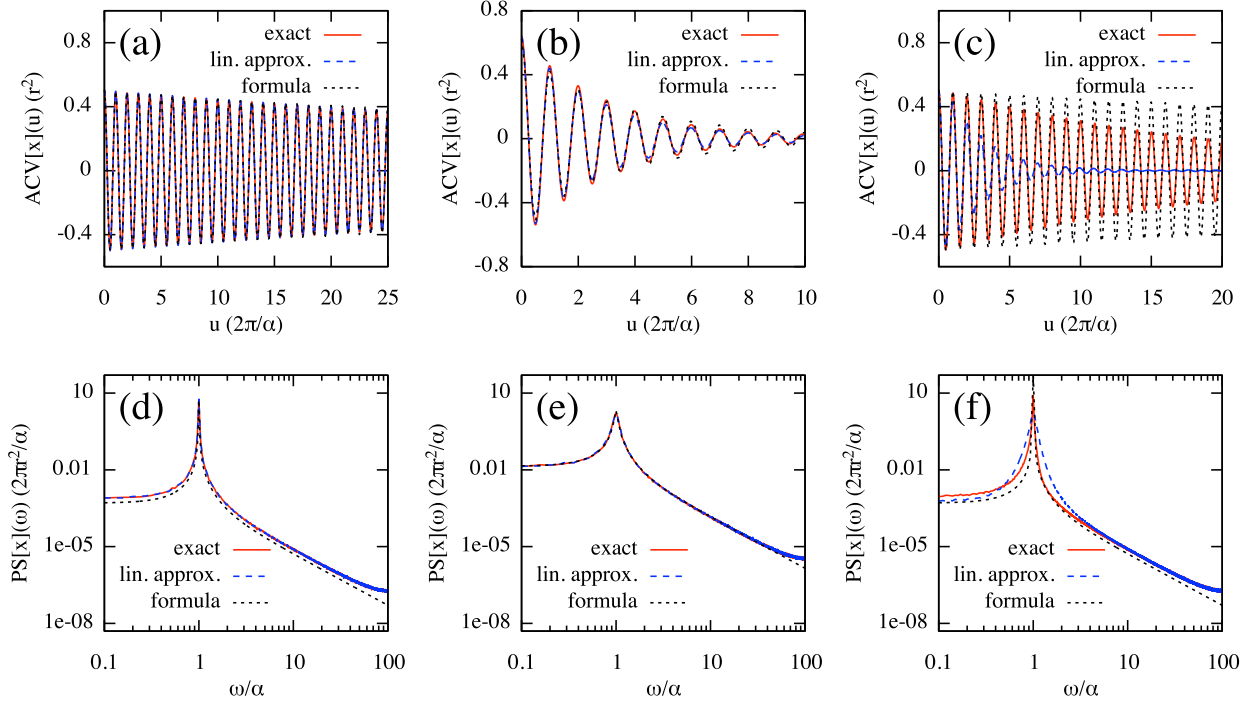 (a)
exact
lin. approx.
formula
ACV[x](u) (r²)
0.8
0.4
0
-0.4
0
5
10
15
20
25
u (2π/α)
(b)
exact
lin. approx.
formula
ACV[x](u) (r²)
0.8
0.4
0
-0.4
-0.8
0
2
4
6
8
10
u (2π/α)
(c)
exact
lin. approx.
formula
ACV[x](u) (r²)
0.8
0.4
0
-0.4
0
5
10
15
20
u (2π/α)
(d)
PS[x](ω) (2πr²/α)
10
0.01
1e-05
1e-08
exact
lin. approx.
formula
0.1
1
10
100
ω/α
(e)
PS[x](ω) (2πr²/α)
10
0.01
1e-05
1e-08
exact
lin. approx.
formula
0.1
1
10
100
ω/α
(f)
PS[x](ω) (2πr²/α)
10
0.01
1e-05
1e-08
exact
lin. approx.
formula
0.1
1
10
100
ω/α